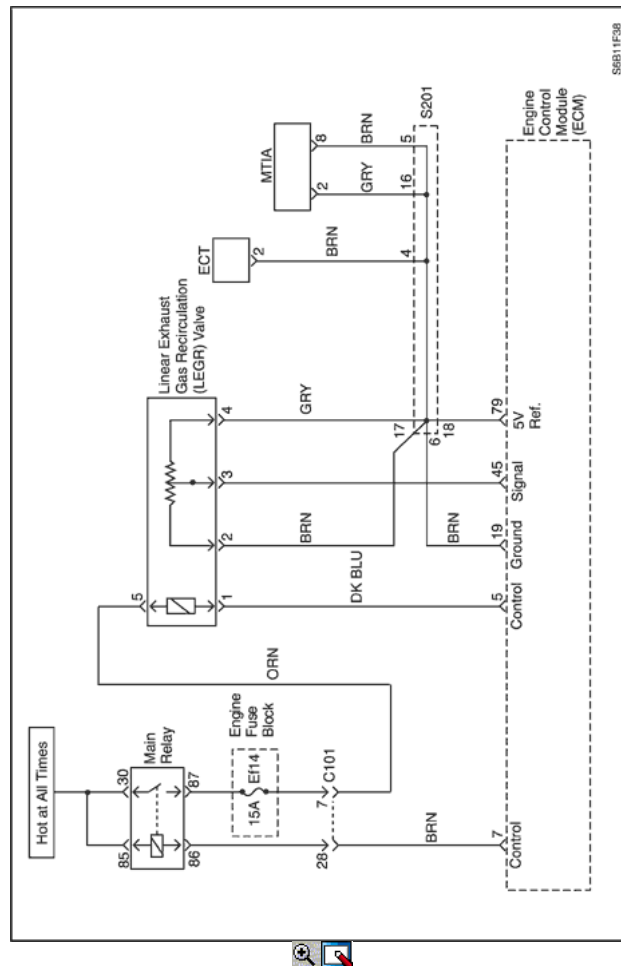 S6B11F38
Hot at All Times
Main
Relay
85
30
86
87
Engine
Fuse
Block
15A
Ef14
28
7
C101
ORN
BRN
7
Control
Linear Exhaust
Gas Recirculation
(LEGR) Valve
5
1
2
3
4
DK BLU
BRN
GRY
ECT
2
BRN
MTIA
2
8
GRY
BRN
S201
17
6
18
4
16
5
BRN
5
19
45
79
Control
Ground
Signal
5V
Ref.
Engine
Control
Module
(ECM)